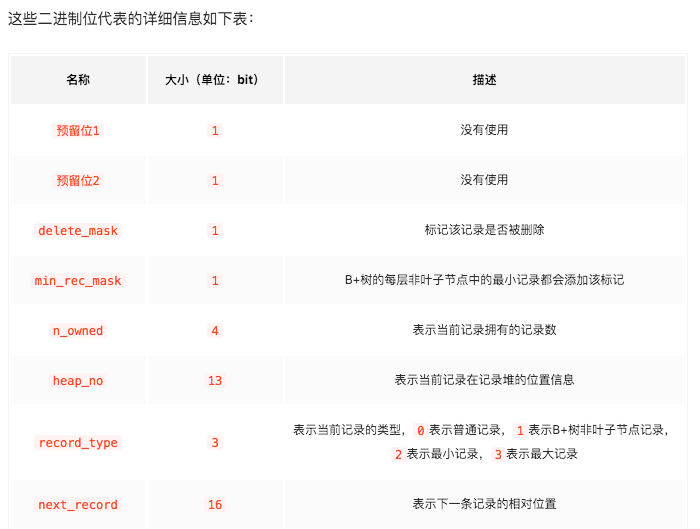 这些二进制位代表的详细信息如下表：
名称 大小（单位：bit） 描述
预留位1 1 没有使用
预留位2 1 没有使用
delete_mask 1 标记该记录是否被删除
min_rec_mask 1 B+树的每层非叶子节点中的最小记录都会添加该标记
n_owned 4 表示当前记录拥有的记录数
heap_no 13 表示当前记录在记录堆的位置信息
record_type 3 表示当前记录的类型，0表示普通记录，1表示B+树非叶子节点记录，
2表示最小记录，3表示最大记录
next_record 16 表示下一条记录的相对位置